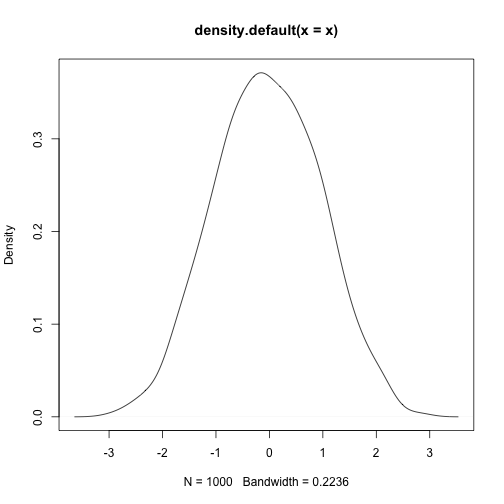 density.default(x = x)
Density
0.0
0.1
0.2
0.3
-3 -2 -1 0 1 2 3
N = 1000 Bandwidth = 0.2236